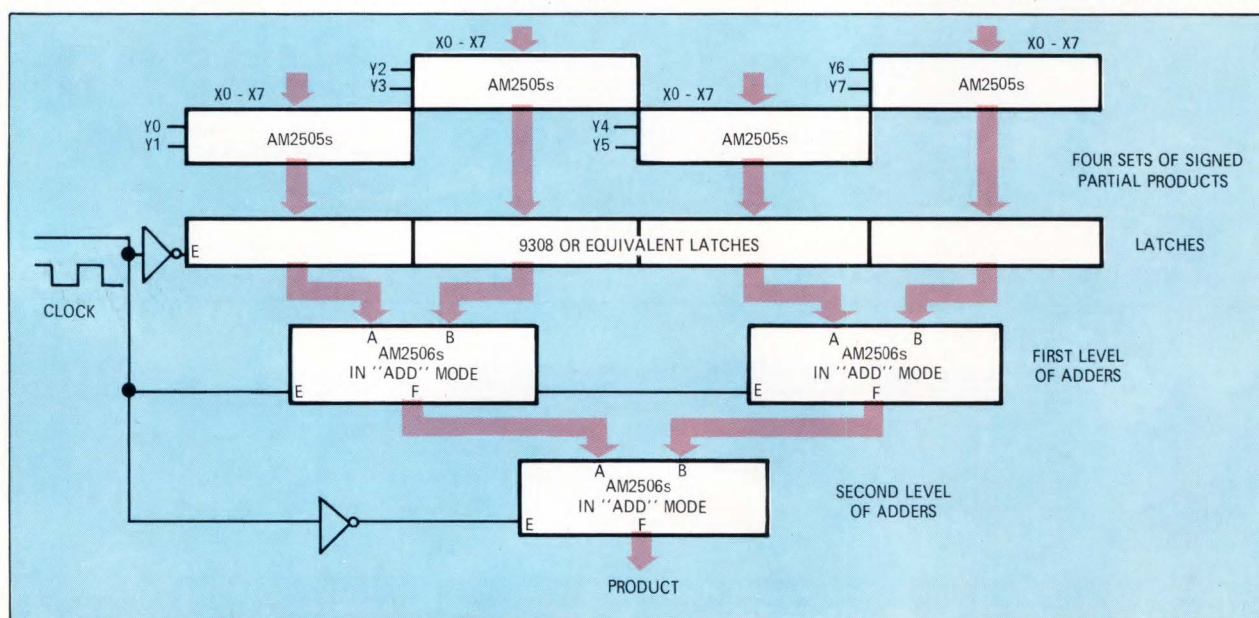 X0 - X7
X0 - X7
Y2
Y3
AM2505s
Y6
Y7
AM2505s
X0 - X7
X0 - X7
Y0
Y1
AM2505s
Y4
Y5
AM2505s
FOUR SETS OF SIGNED
PARTIAL PRODUCTS
E
9308 OR EQUIVALENT LATCHES
LATCHES
CLOCK
A B
AM2506s
IN "ADD" MODE
E F
A B
AM2506s
IN "ADD" MODE
E F
FIRST LEVEL
OF ADDERS
A B
AM2506s
IN "ADD" MODE
E F
SECOND LEVEL
OF ADDERS
PRODUCT